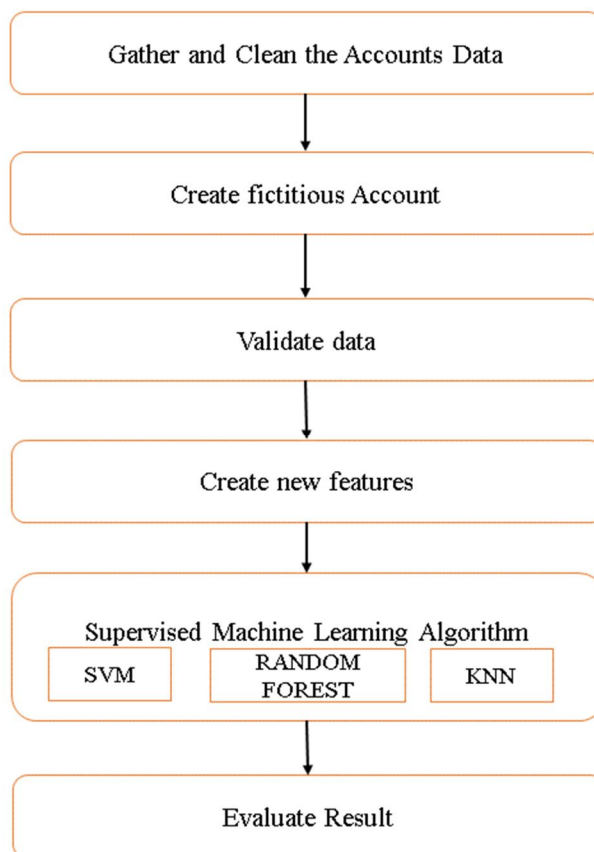 Gather and Clean the Accounts Data
Create fictitious Account
Validate data
Create new features
Supervised Machine Learning Algorithm
SVM
RANDOM
FOREST
KNN
Evaluate Result